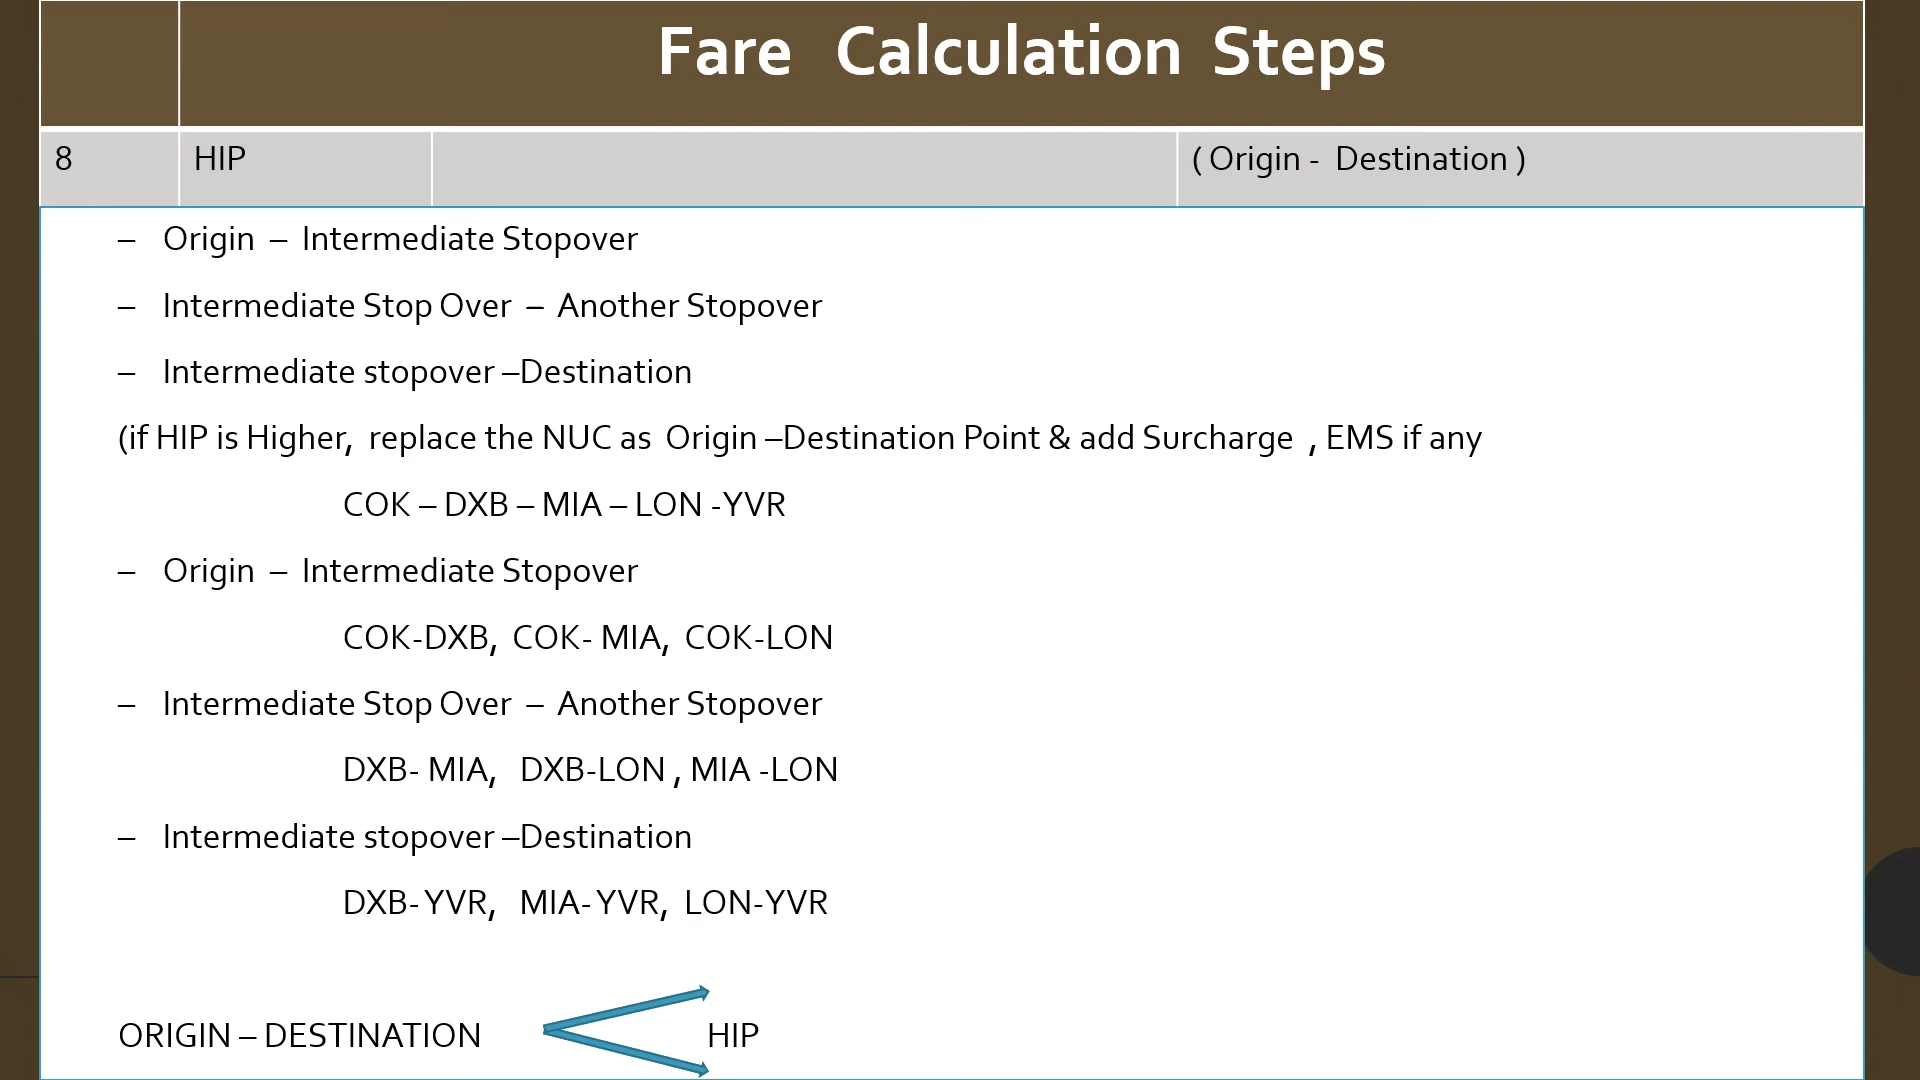 Fare Calculation Steps
8 HIP ( Origin - Destination )
– Origin – Intermediate Stopover
– Intermediate Stop Over – Another Stopover
– Intermediate stopover –Destination
(if HIP is Higher, replace the NUC as Origin –Destination Point & add Surcharge , EMS if any
COK – DXB – MIA – LON -YVR
– Origin – Intermediate Stopover
COK-DXB, COK- MIA, COK-LON
– Intermediate Stop Over – Another Stopover
DXB- MIA, DXB-LON , MIA -LON
– Intermediate stopover –Destination
DXB- YVR, MIA- YVR, LON-YVR
ORIGIN – DESTINATION HIP